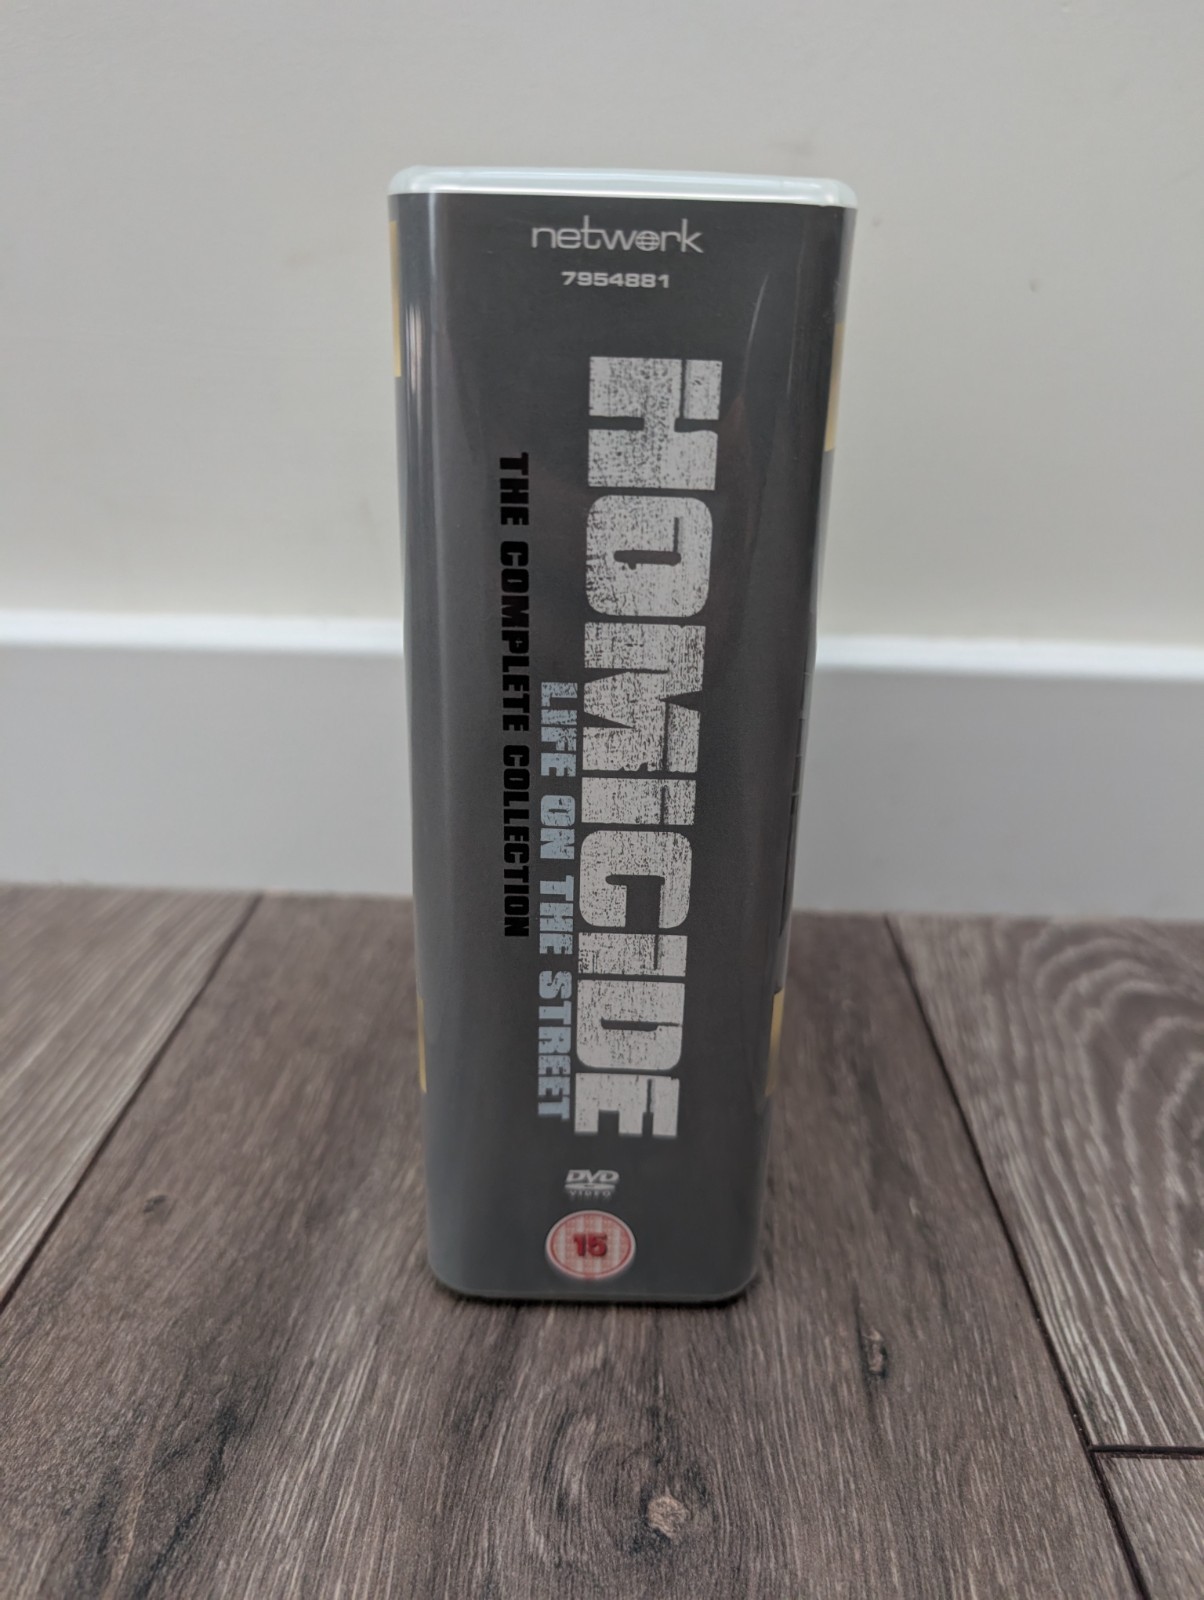 network
7954881
HOMICIDE
LIFE ON THE STREET
THE COMPLETE COLLECTION
DVD
VIDEO
15